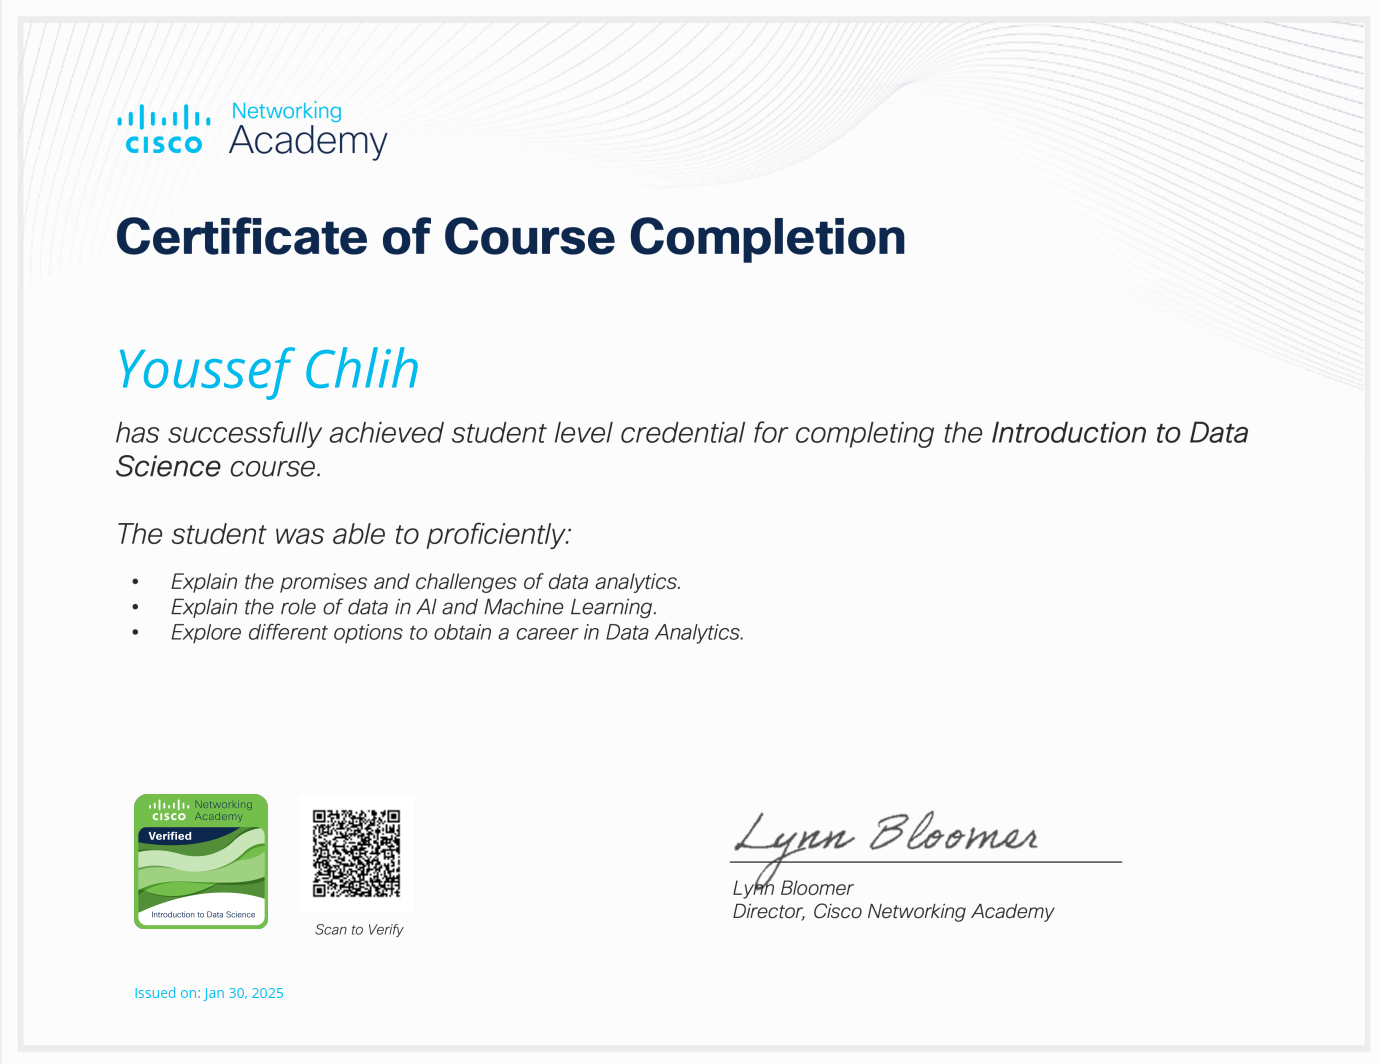 Networking
cisco Academy
Certificate of Course Completion
Youssef Chlih
has successfully achieved student level credential for completing the Introduction to Data
Science course.
The student was able to proficiently:
• Explain the promises and challenges of data analytics.
• Explain the role of data in AI and Machine Learning.
• Explore different options to obtain a career in Data Analytics.
Networking
cisco Academy
Verified
Introduction to Data Science
Scan to Verify
Lynn Bloomer
Lynn Bloomer
Director, Cisco Networking Academy
Issued on: Jan 30, 2025